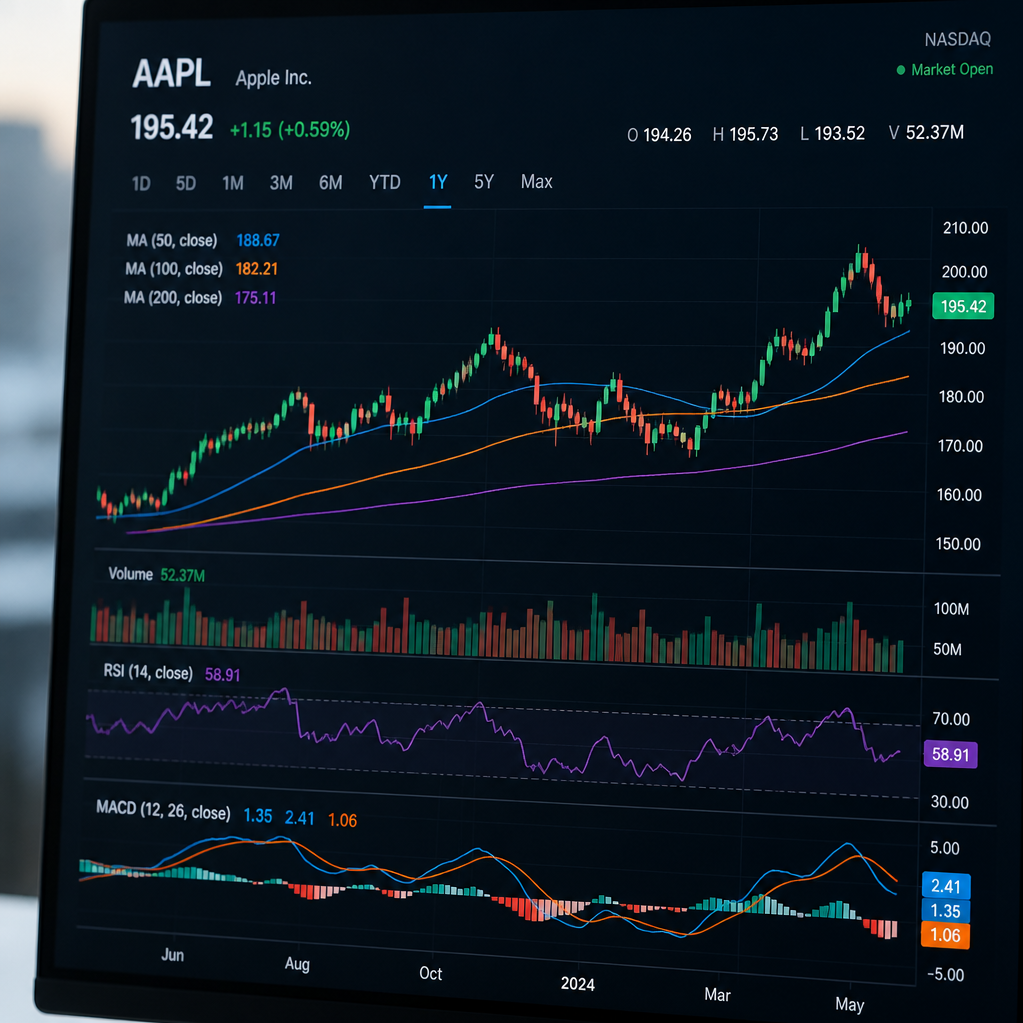 NASDAQ
AAPL Apple Inc.
Market Open
195.42 +1.15 (+0.59%)
O 194.26 H 195.73 L 193.52 V 52.37M
1D 5D 1M 3M 6M YTD 1Y 5Y Max
MA (50, close) 188.67
MA (100, close) 182.21
MA (200, close) 175.11
210.00
200.00
195.42
190.00
180.00
170.00
160.00
150.00
Volume 52.37M
100M
50M
RSI (14, close) 58.91
70.00
58.91
30.00
MACD (12, 26, close) 1.35 2.41 1.06
5.00
2.41
1.35
1.06
-5.00
Jun Aug Oct 2024 Mar May